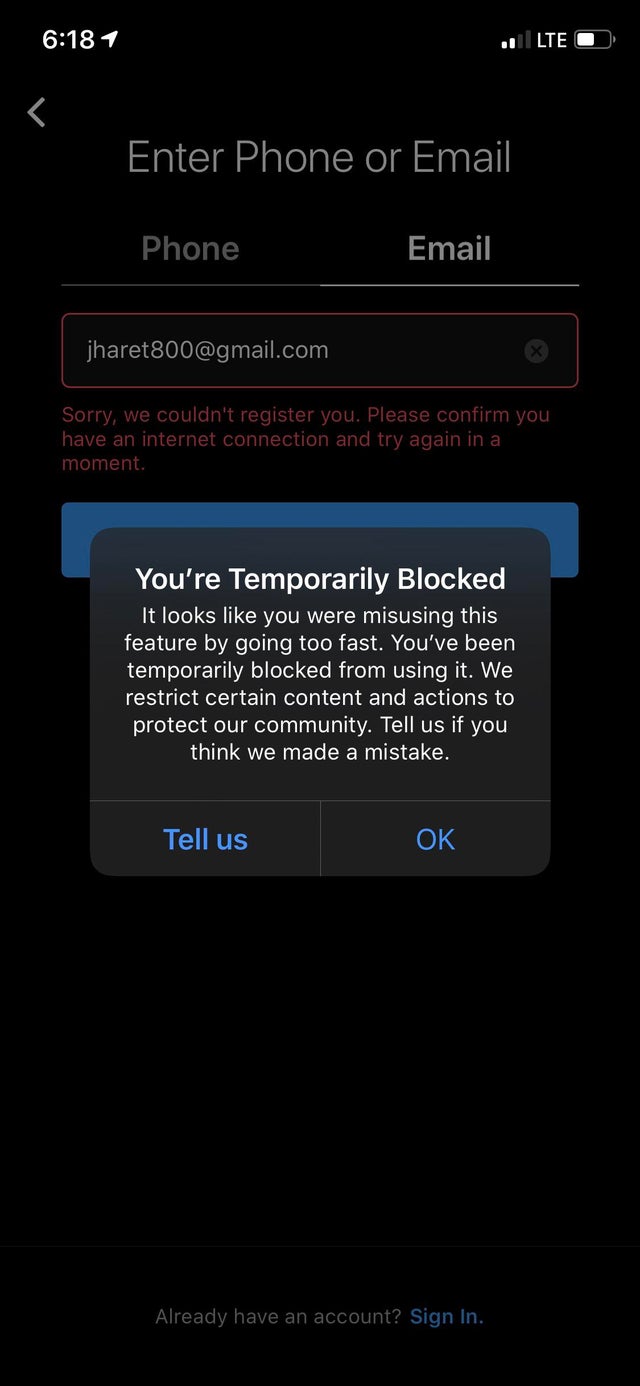 6:18
LTE
Enter Phone or Email
Phone
Email
jharet800@gmail.com
Sorry, we couldn't register you. Please confirm you
have an internet connection and try again in a
moment.
You’re Temporarily Blocked
It looks like you were misusing this
feature by going too fast. You’ve been
temporarily blocked from using it. We
restrict certain content and actions to
protect our community. Tell us if you
think we made a mistake.
Tell us
OK
Already have an account? Sign In.